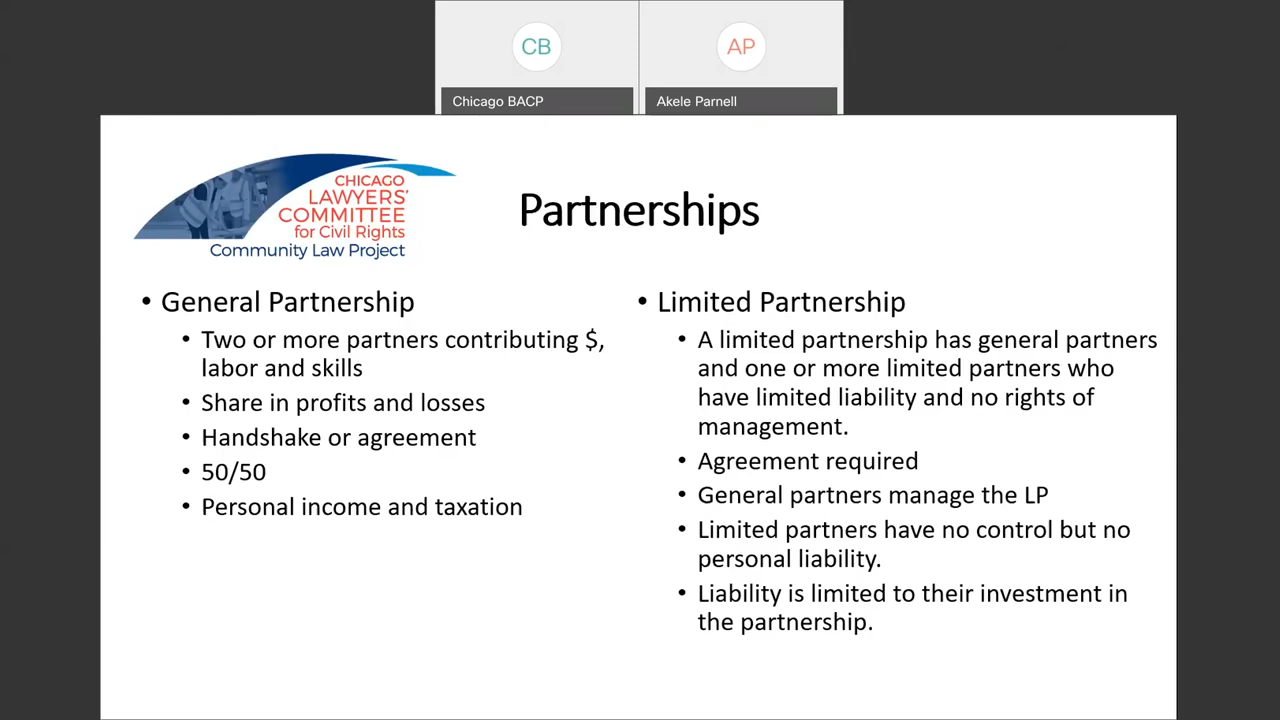 CB
AP
Chicago BACP
Akele Parnell
CHICAGO
LAWYERS'
COMMITTEE
for Civil Rights
Community Law Project
Partnerships
• General Partnership
• Two or more partners contributing $,
labor and skills
• Share in profits and losses
• Handshake or agreement
• 50/50
• Personal income and taxation
• Limited Partnership
• A limited partnership has general partners
and one or more limited partners who
have limited liability and no rights of
management.
• Agreement required
• General partners manage the LP
• Limited partners have no control but no
personal liability.
• Liability is limited to their investment in
the partnership.